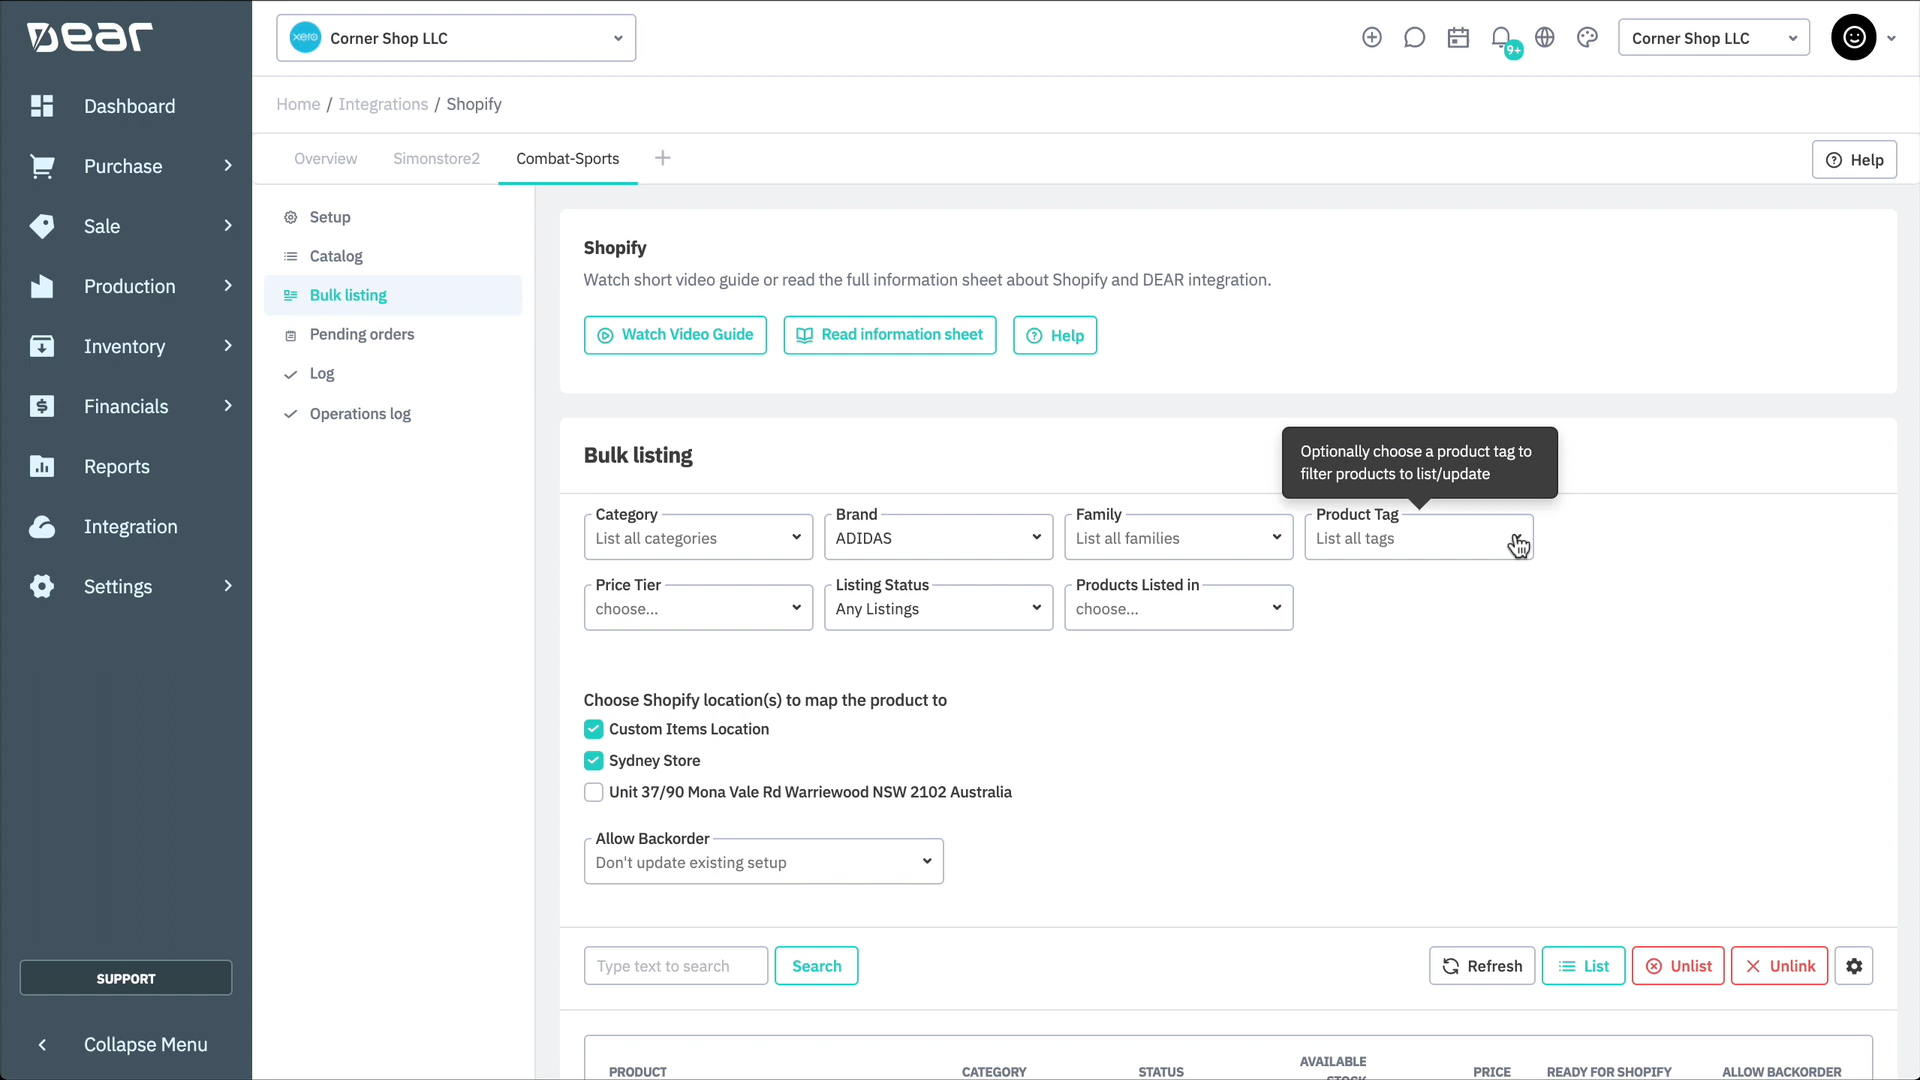 DEAR
xero Corner Shop LLC
9+
Corner Shop LLC
Home / Integrations / Shopify
Overview
Simonstore2
Combat-Sports
Help
Dashboard
Purchase
Sale
Production
Inventory
Financials
Reports
Integration
Settings
SUPPORT
Collapse Menu
Setup
Catalog
Bulk listing
Pending orders
Log
Operations log
Shopify
Watch short video guide or read the full information sheet about Shopify and DEAR integration.
Watch Video Guide
Read information sheet
Help
Bulk listing
Optionally choose a product tag to
filter products to list/update
Category
List all categories
Brand
ADIDAS
Family
List all families
Product Tag
List all tags
Price Tier
choose...
Listing Status
Any Listings
Products Listed in
choose...
Choose Shopify location(s) to map the product to
Custom Items Location
Sydney Store
Unit 37/90 Mona Vale Rd Warriewood NSW 2102 Australia
Allow Backorder
Don't update existing setup
Type text to search
Search
Refresh
List
Unlist
Unlink
PRODUCT
CATEGORY
STATUS
AVAILABLE
STOCK
PRICE
READY FOR SHOPIFY
ALLOW BACKORDER